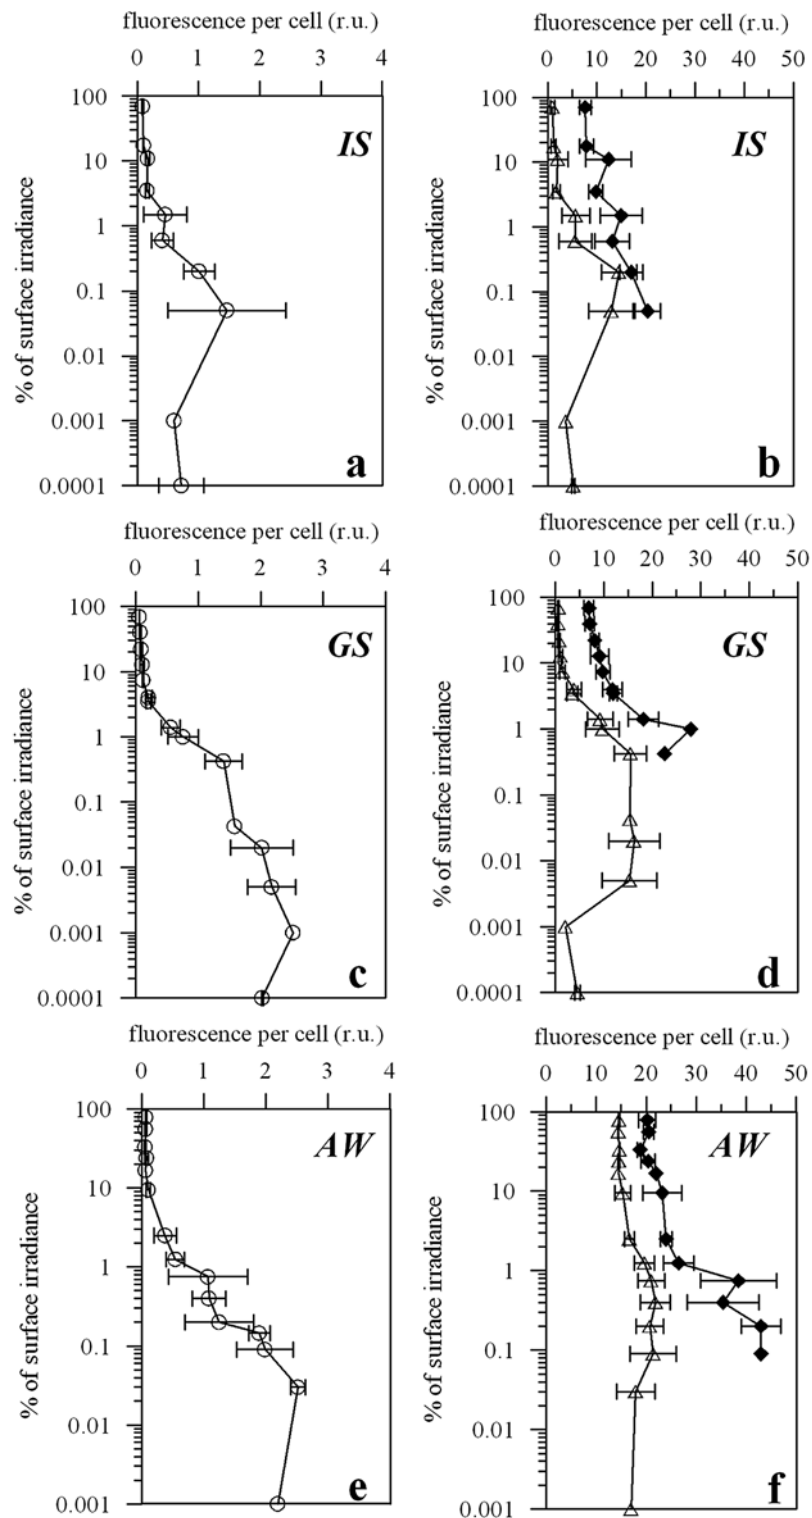 fluorescence per cell (r.u.) fluorescence per cell (r.u.)
0 1 2 3 4 0 10 20 30 40 50
100 100
IS IS
10 10
1 1
0.1 0.1
% of surface irradiance % of surface irradiance
0.01 0.01
0.001 0.001
a b
0.0001 0.0001
fluorescence per cell (r.u.) fluorescence per cell (r.u.)
0 1 2 3 4 0 10 20 30 40 50
100 100
GS GS
10 10
1 1
0.1 0.1
% of surface irradiance % of surface irradiance
0.01 0.01
0.001 0.001
c d
0.0001 0.0001
fluorescence per cell (r.u.) fluorescence per cell (r.u.)
0 1 2 3 4 0 10 20 30 40 50
100 100
AW AW
10 10
1 1
% of surface irradiance % of surface irradiance
0.1 0.1
0.01 0.01
e f
0.001 0.001